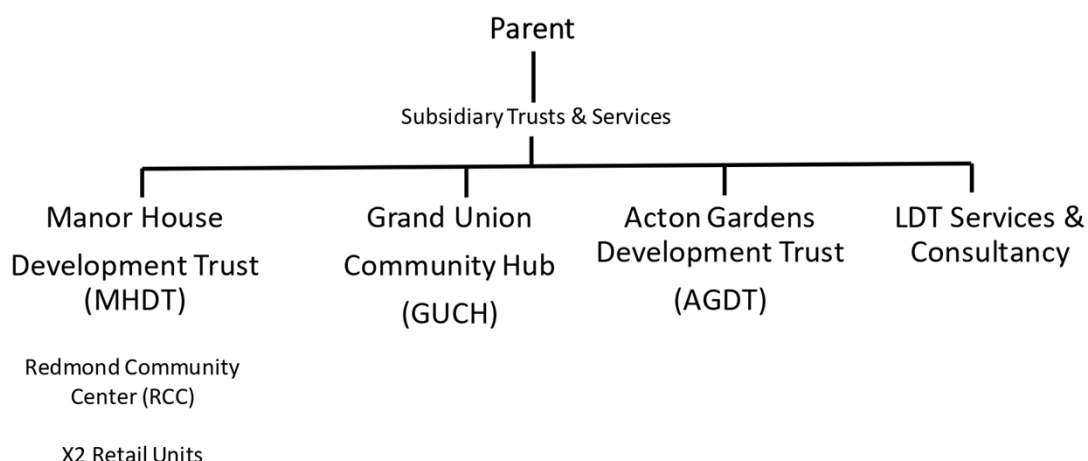 Parent
Subsidiary Trusts & Services
Manor House
Development Trust
(MHDT)
Grand Union
Community Hub
(GUCH)
Acton Gardens
Development Trust
(AGDT)
LDT Services &
Consultancy
Redmond Community
Center (RCC)
X2 Retail Units